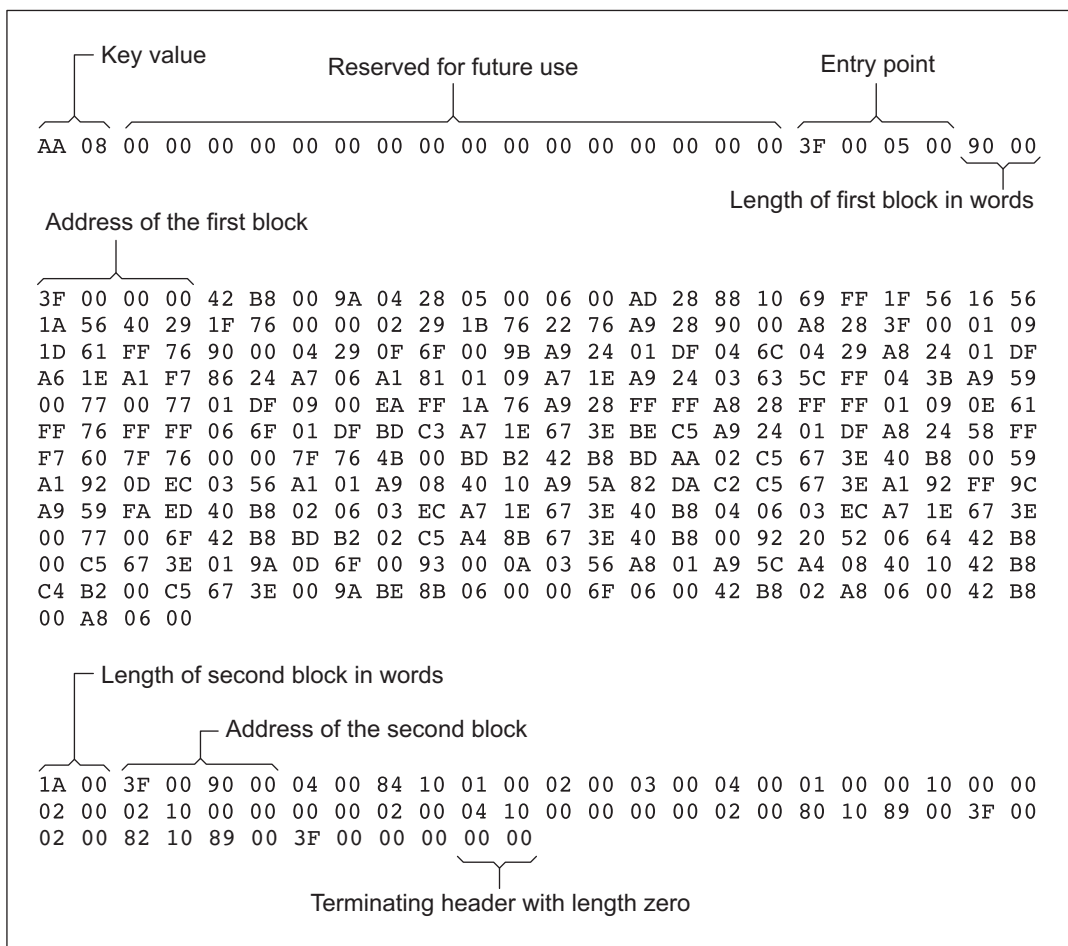 Key value
Reserved for future use
Entry point
AA 08 00 00 00 00 00 00 00 00 00 00 00 00 00 00 00 00 3F 00 05 00 90 00
Length of first block in words
Address of the first block
3F 00 00 00 42 B8 00 9A 04 28 05 00 06 00 AD 28 88 10 69 FF 1F 56 16 56
1A 56 40 29 1F 76 00 00 02 29 1B 76 22 76 A9 28 90 00 A8 28 3F 00 01 09
1D 61 FF 76 90 00 04 29 0F 6F 00 9B A9 24 01 DF 04 6C 04 29 A8 24 01 DF
A6 1E A1 F7 86 24 A7 06 A1 81 01 09 A7 1E A9 24 03 63 5C FF 04 3B A9 59
00 77 00 77 01 DF 09 00 EA FF 1A 76 A9 28 FF FF A8 28 FF FF 01 09 0E 61
FF 76 FF FF 06 6F 01 DF BD C3 A7 1E 67 3E BE C5 A9 24 01 DF A8 24 58 FF
F7 60 7F 76 00 00 7F 76 4B 00 BD B2 42 B8 BD AA 02 C5 67 3E 40 B8 00 59
A1 92 0D EC 03 56 A1 01 A9 08 40 10 A9 5A 82 DA C2 C5 67 3E A1 92 FF 9C
A9 59 FA ED 40 B8 02 06 03 EC A7 1E 67 3E 40 B8 04 06 03 EC A7 1E 67 3E
00 77 00 6F 42 B8 BD B2 02 C5 A4 8B 67 3E 40 B8 00 92 20 52 06 64 42 B8
00 C5 67 3E 01 9A 0D 6F 00 93 00 0A 03 56 A8 01 A9 5C A4 08 40 10 42 B8
C4 B2 00 C5 67 3E 00 9A BE 8B 06 00 00 6F 06 00 42 B8 02 A8 06 00 42 B8
00 A8 06 00
Length of second block in words
Address of the second block
1A 00 3F 00 90 00 04 00 84 10 01 00 02 00 03 00 04 00 01 00 00 10 00 00
02 00 02 10 00 00 00 00 02 00 04 10 00 00 00 00 02 00 80 10 89 00 3F 00
02 00 82 10 89 00 3F 00 00 00 00 00
Terminating header with length zero